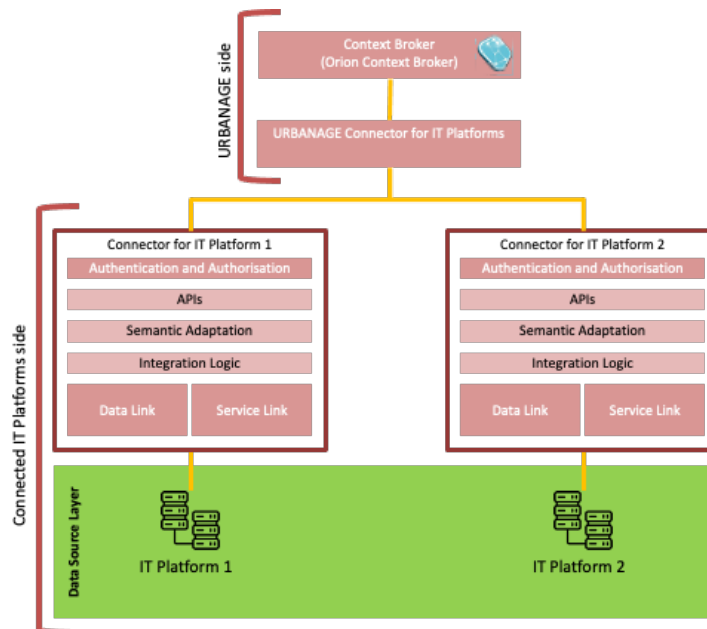 URBANAGE side
Context Broker
(Orion Context Broker)
URBANAGE Connector for IT Platforms
Connected IT Platforms side
Connector for IT Platform 1
Authentication and Authorisation
APIs
Semantic Adaptation
Integration Logic
Data Link
Service Link
Connector for IT Platform 2
Authentication and Authorisation
APIs
Semantic Adaptation
Integration Logic
Data Link
Service Link
Data Source Layer
IT Platform 1
IT Platform 2